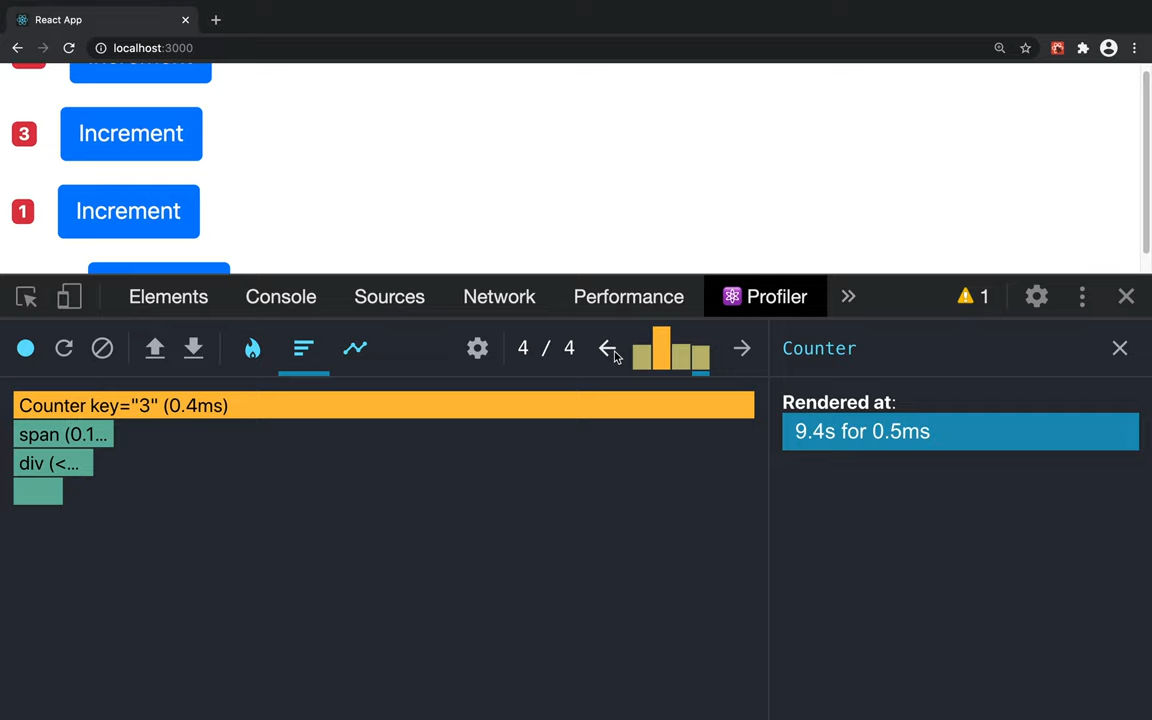 React App
localhost:3000
Increment
3 Increment
1 Increment
Elements Console Sources Network Performance Profiler 1
4 / 4
Counter
Counter key="3" (0.4ms)
span (0.1...
div (<...
Rendered at:
9.4s for 0.5ms